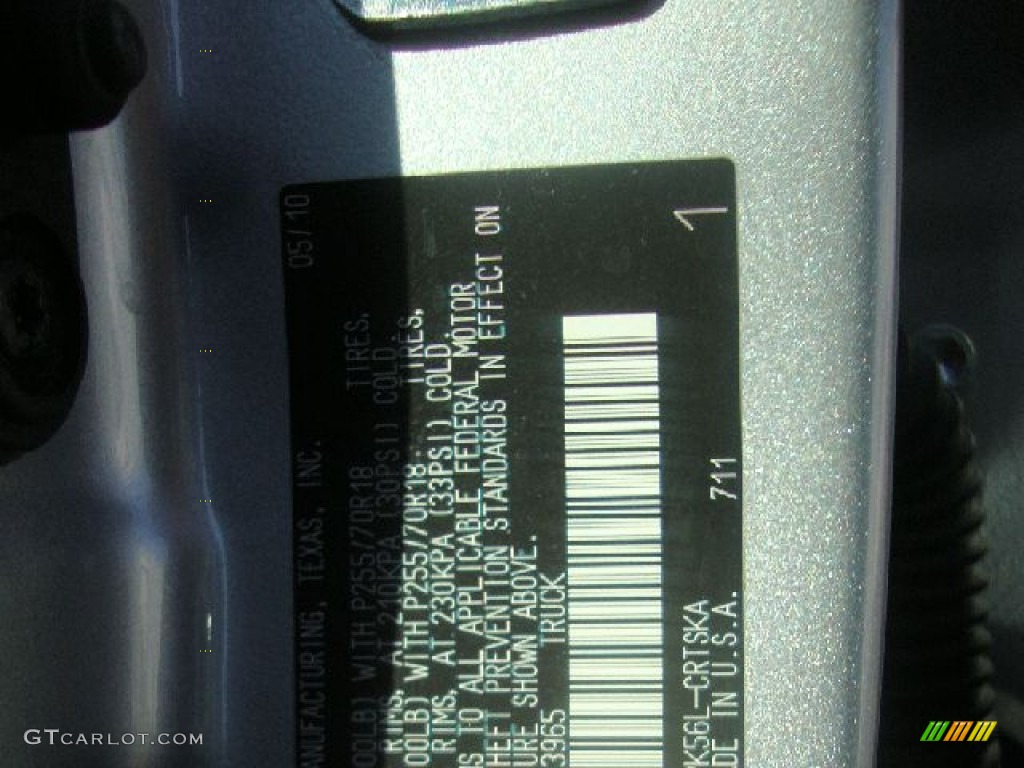 05/10
ANUFACTURING, TEXAS, INC.
00LB) WITH P255/70R18 TIRES,
RIMS, AT 210KPA (30PSI) COLD.
00LB) WITH P255/70R18 TIRES,
RIMS, AT 230KPA (33PSI) COLD.
S TO ALL APPLICABLE FEDERAL MOTOR
HEFT PREVENTION STANDARDS IN EFFECT ON
URE SHOWN ABOVE.
3965 TRUCK
K56L-CRTSKA
DE IN U.S.A. 711
1
GTCARLOT.COM